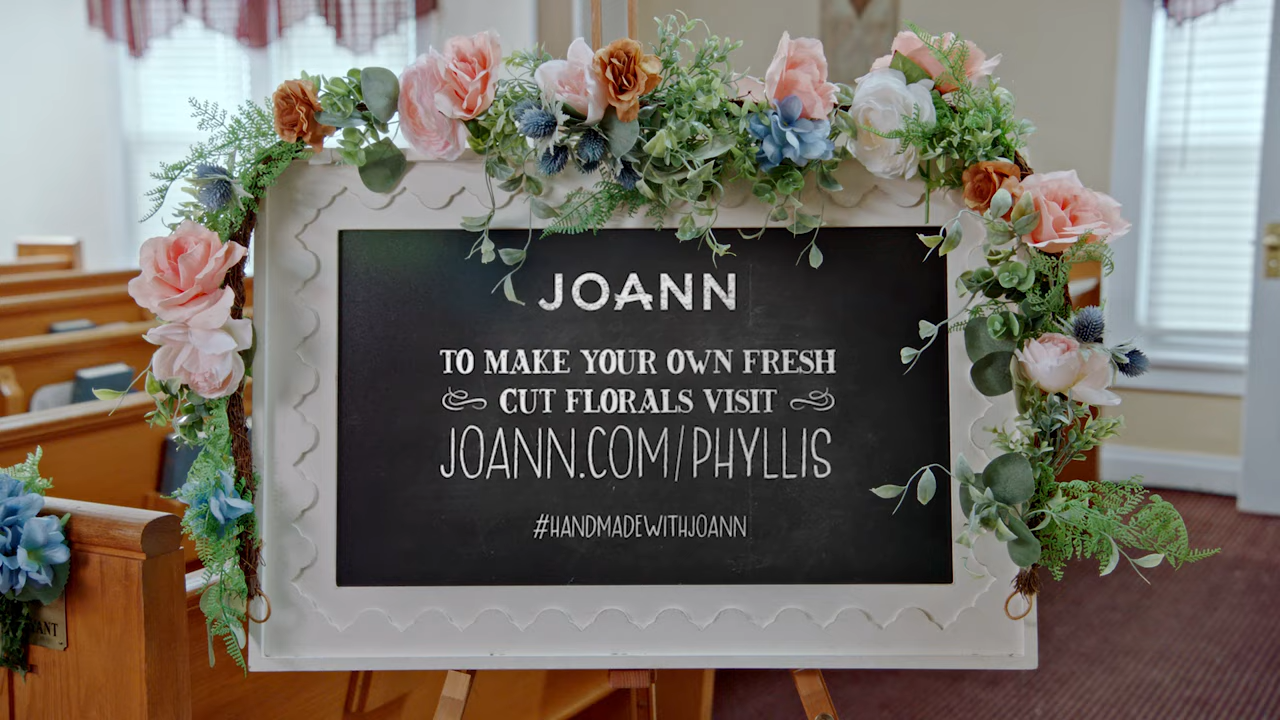 JOANN
TO MAKE YOUR OWN FRESH
CUT FLORALS VISIT
JOANN.COM/PHYLLIS
#HANDMADEWITHJOANN